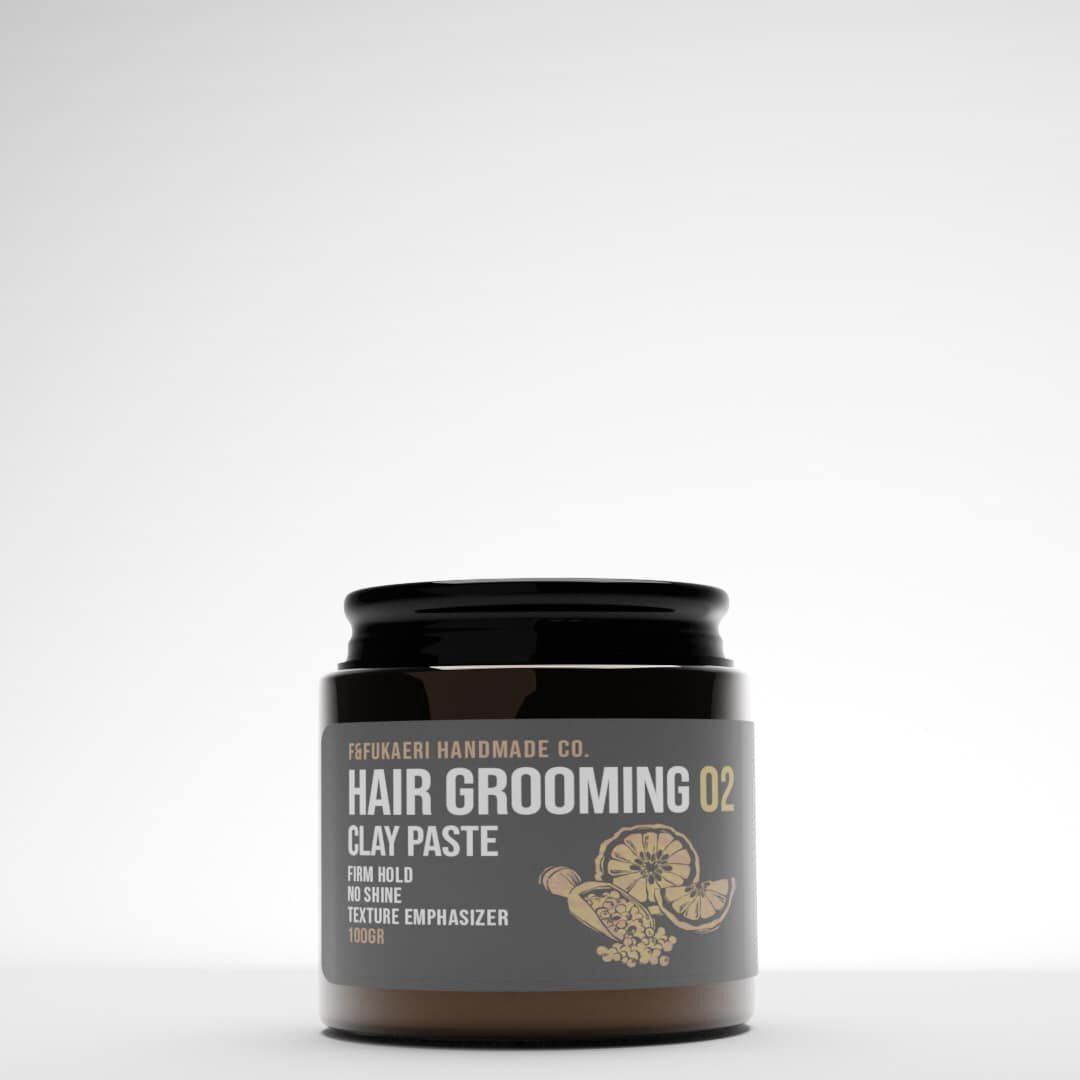 F&FUKAERI HANDMADE CO.
HAIR GROOMING 02
CLAY PASTE
FIRM HOLD
NO SHINE
TEXTURE EMPHASIZER
100GR